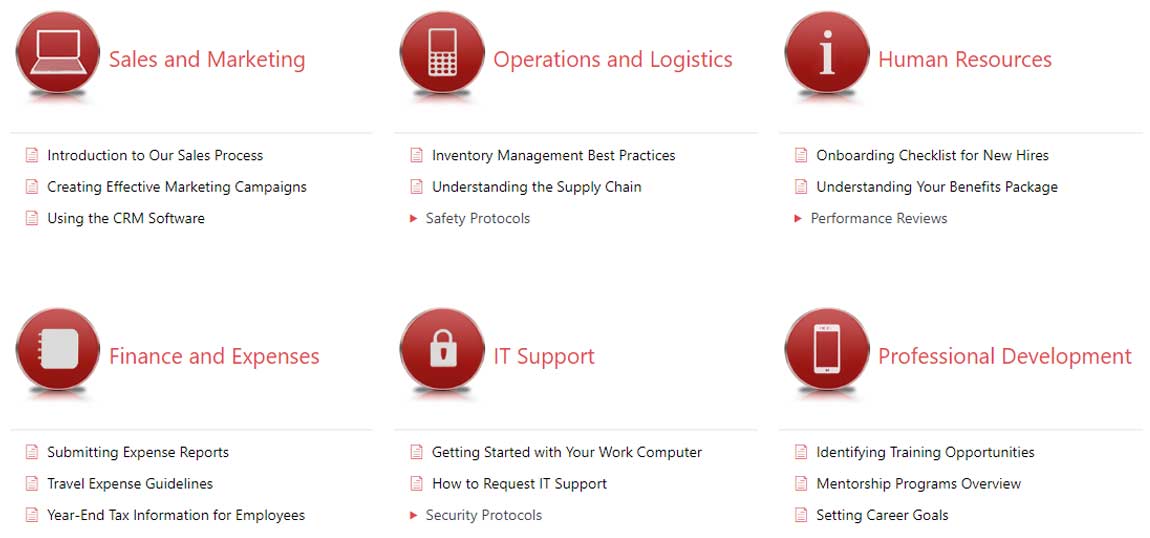 Sales and Marketing
Introduction to Our Sales Process
Creating Effective Marketing Campaigns
Using the CRM Software
Operations and Logistics
Inventory Management Best Practices
Understanding the Supply Chain
Safety Protocols
Human Resources
Onboarding Checklist for New Hires
Understanding Your Benefits Package
Performance Reviews
Finance and Expenses
Submitting Expense Reports
Travel Expense Guidelines
Year-End Tax Information for Employees
IT Support
Getting Started with Your Work Computer
How to Request IT Support
Security Protocols
Professional Development
Identifying Training Opportunities
Mentorship Programs Overview
Setting Career Goals